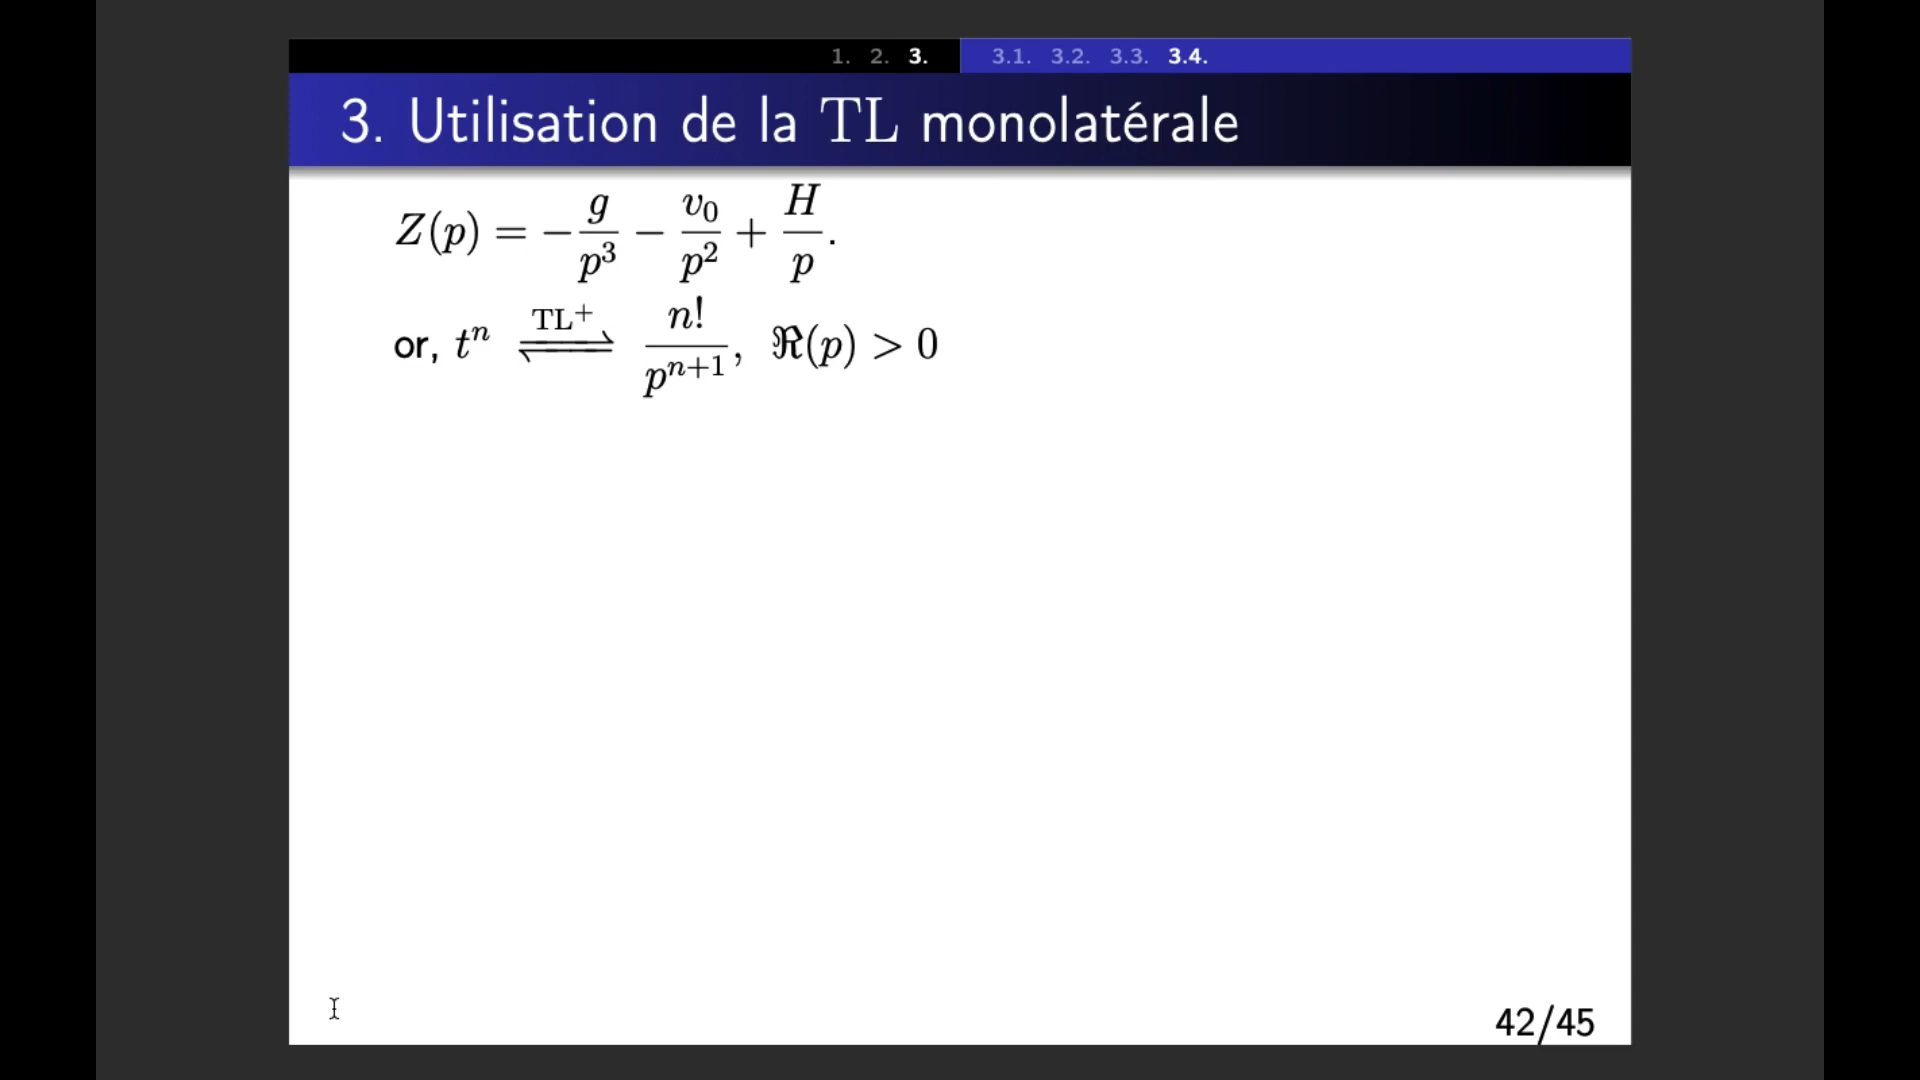 1. 2. 3. 3.1. 3.2. 3.3. 3.4.
3. Utilisation de la TL monolatérale
Z(p) = −g/p³ − v₀/p² + H/p.
or, tⁿ ⇌ (TL⁺) n!/pⁿ⁺¹, ℜ(p) > 0
42/45